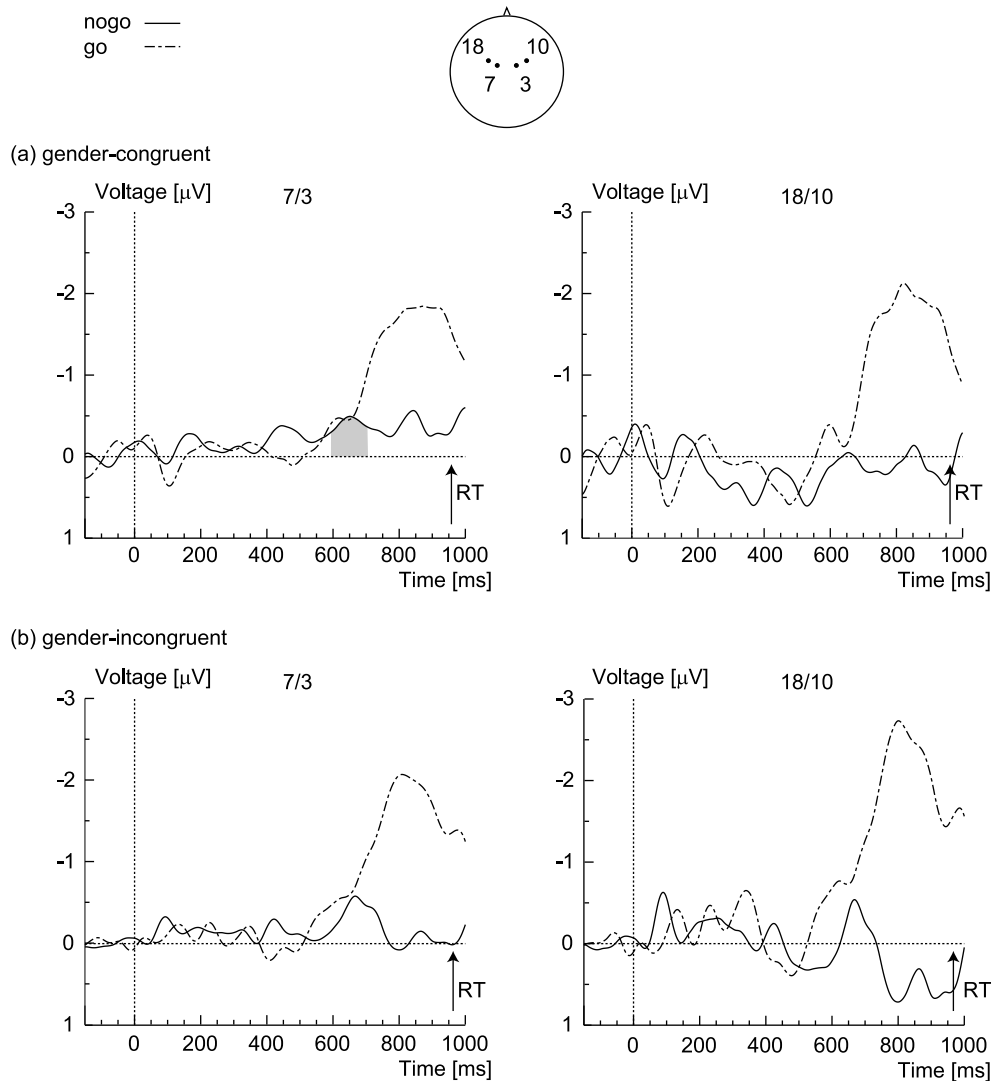 nogo
go
18 10
7 3
(a) gender-congruent
Voltage [μV] 7/3
-3
-2
-1
0
1
RT
0 200 400 600 800 1000
Time [ms]
Voltage [μV] 18/10
-3
-2
-1
0
1
RT
0 200 400 600 800 1000
Time [ms]
(b) gender-incongruent
Voltage [μV] 7/3
-3
-2
-1
0
1
RT
0 200 400 600 800 1000
Time [ms]
Voltage [μV] 18/10
-3
-2
-1
0
1
RT
0 200 400 600 800 1000
Time [ms]